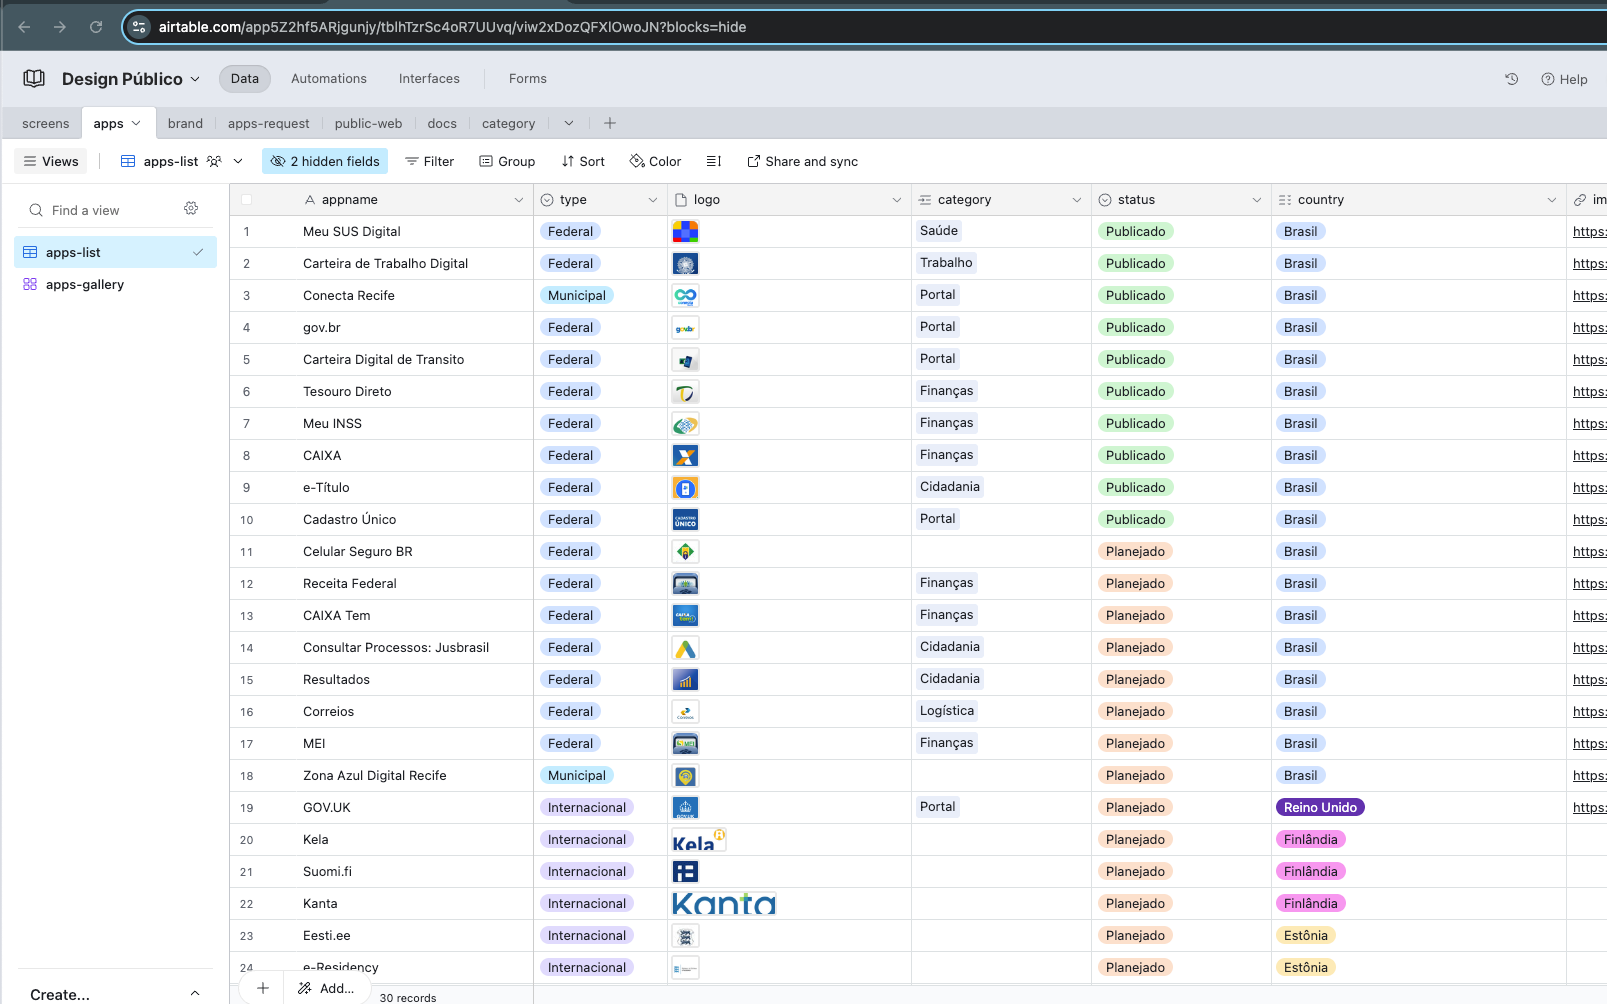 airtable.com/app5Z2hf5ARjgunjy/tblhTzrSc4oR7UUvq/viw2xDozQFXlOwoJN?blocks=hide
Design Público Data Automations Interfaces Forms Help
screens apps brand apps-request public-web docs category
Views apps-list 2 hidden fields Filter Group Sort Color Share and sync
Find a view
apps-list
apps-gallery
Create...
appname type logo category status country im
1 Meu SUS Digital Federal Saúde Publicado Brasil https:
2 Carteira de Trabalho Digital Federal Trabalho Publicado Brasil https:
3 Conecta Recife Municipal Portal Publicado Brasil https:
4 gov.br Federal gov.br Portal Publicado Brasil https:
5 Carteira Digital de Transito Federal Portal Publicado Brasil https:
6 Tesouro Direto Federal Finanças Publicado Brasil https:
7 Meu INSS Federal Finanças Publicado Brasil https:
8 CAIXA Federal Finanças Publicado Brasil https:
9 e-Título Federal Cidadania Publicado Brasil https:
10 Cadastro Único Federal CADASTRO ÚNICO Portal Publicado Brasil https:
11 Celular Seguro BR Federal Planejado Brasil https:
12 Receita Federal Federal Finanças Planejado Brasil https:
13 CAIXA Tem Federal CAIXA Tem Finanças Planejado Brasil https:
14 Consultar Processos: Jusbrasil Federal Cidadania Planejado Brasil https:
15 Resultados Federal Cidadania Planejado Brasil https:
16 Correios Federal Logística Planejado Brasil https:
17 MEI Federal MEI Finanças Planejado Brasil https:
18 Zona Azul Digital Recife Municipal Planejado Brasil https:
19 GOV.UK Internacional GOV.UK Portal Planejado Reino Unido https:
20 Kela Internacional Kela Planejado Finlândia
21 Suomi.fi Internacional Planejado Finlândia
22 Kanta Internacional Kanta Planejado Finlândia
23 Eesti.ee Internacional Planejado Estônia
24 e-Residency Internacional Planejado Estônia
Add... 30 records